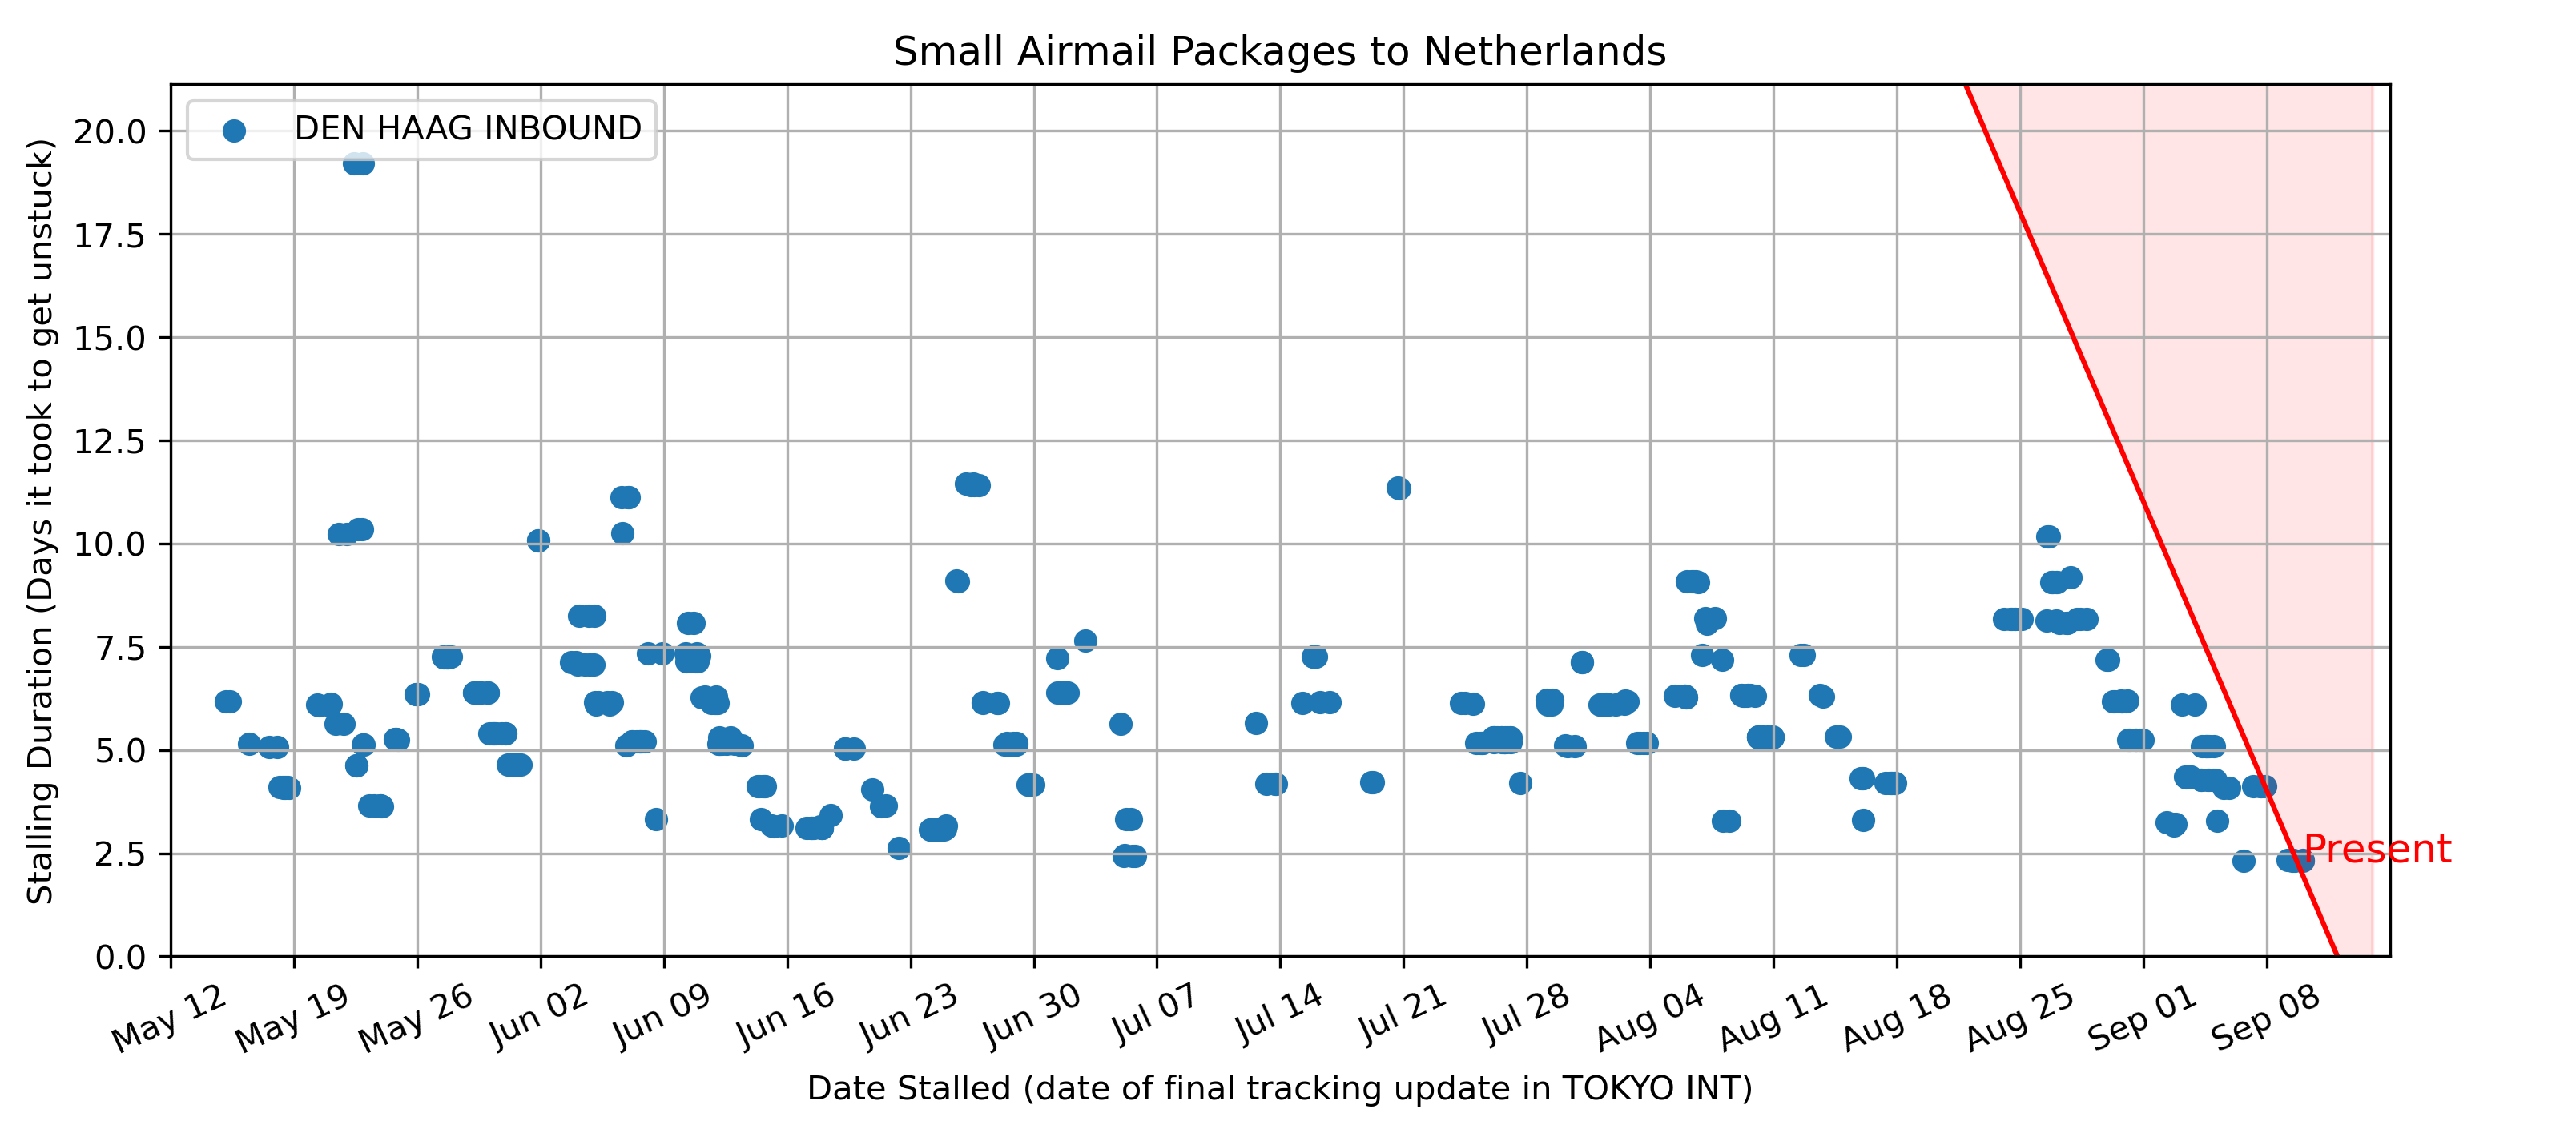 Small Airmail Packages to Netherlands
DEN HAAG INBOUND
Stalling Duration (Days it took to get unstuck)
20.0
17.5
15.0
12.5
10.0
7.5
5.0
2.5
0.0
Present
May 12
May 19
May 26
Jun 02
Jun 09
Jun 16
Jun 23
Jun 30
Jul 07
Jul 14
Jul 21
Jul 28
Aug 04
Aug 11
Aug 18
Aug 25
Sep 01
Sep 08
Date Stalled (date of final tracking update in TOKYO INT)